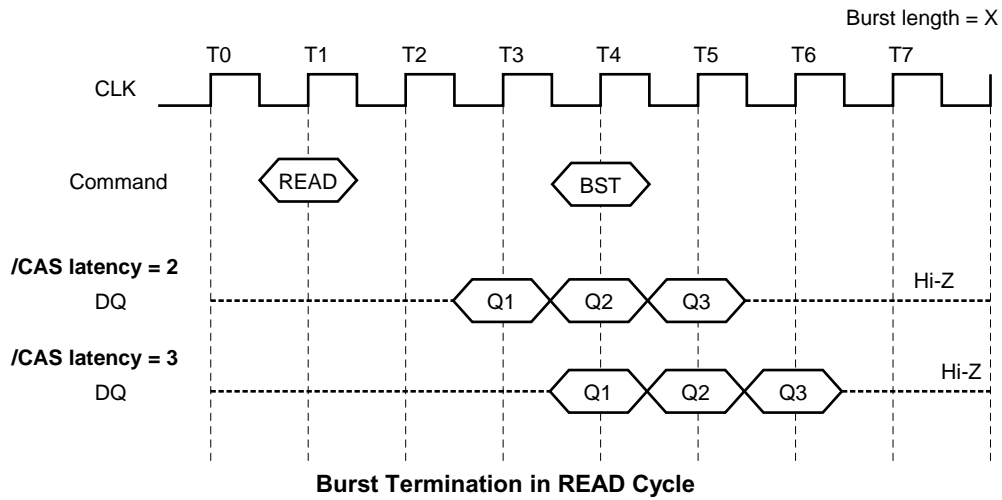 Burst length = X
T0 T1 T2 T3 T4 T5 T6 T7
CLK
Command READ BST
/CAS latency = 2
Hi-Z
DQ Q1 Q2 Q3
/CAS latency = 3
Hi-Z
DQ Q1 Q2 Q3
Burst Termination in READ Cycle